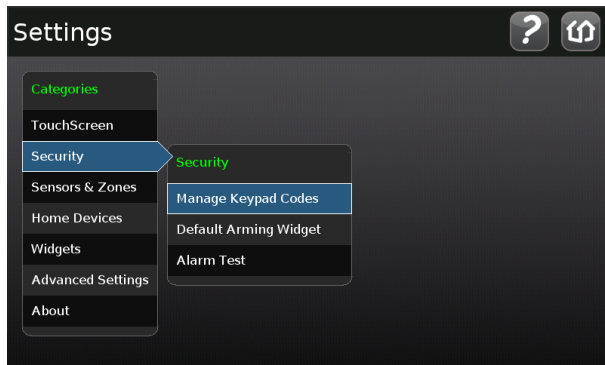 Settings
?
Categories
TouchScreen
Security
Sensors & Zones
Home Devices
Widgets
Advanced Settings
About
Security
Manage Keypad Codes
Default Arming Widget
Alarm Test